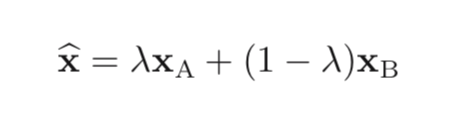 x̂ = λx_A + (1 − λ)x_B